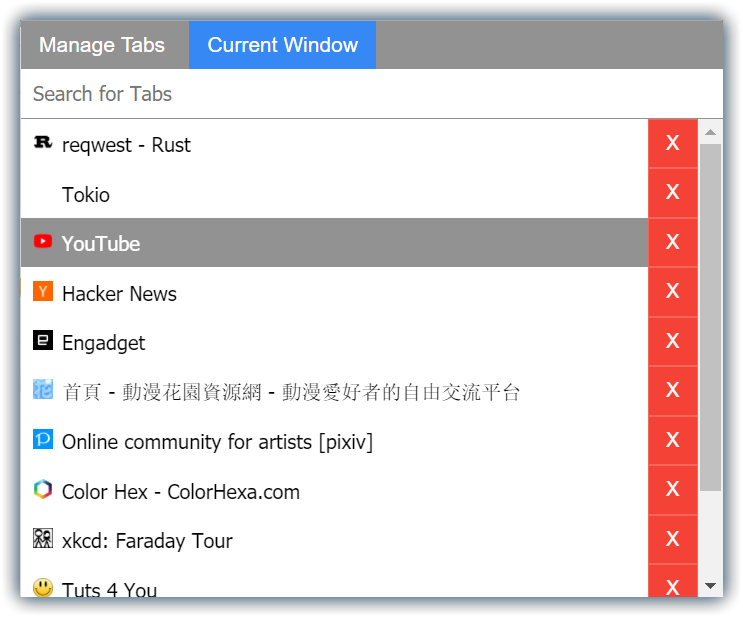 Manage Tabs Current Window
Search for Tabs
reqwest - Rust X
Tokio X
YouTube X
Hacker News X
Engadget X
首頁 - 動漫花園資源網 - 動漫愛好者的自由交流平台 X
Online community for artists [pixiv] X
Color Hex - ColorHexa.com X
xkcd: Faraday Tour X
Tuts 4 You X